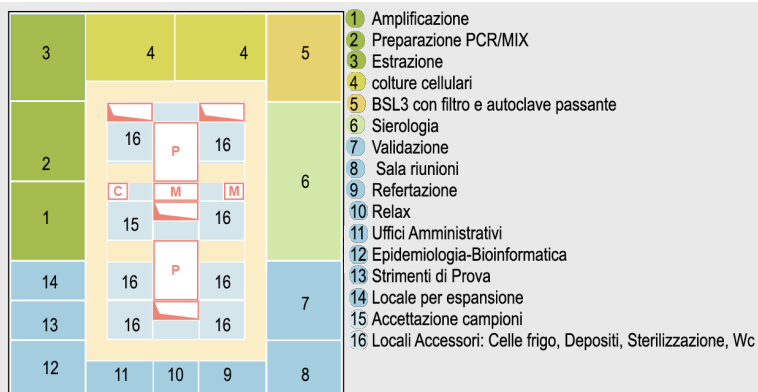 3
4
4
5
16
P
16
2
6
C
M
M
1
15
16
14
16
P
16
7
13
16
16
12
11
10
9
8
1 Amplificazione
2 Preparazione PCR/MIX
3 Estrazione
4 colture cellulari
5 BSL3 con filtro e autoclave passante
6 Sierologia
7 Validazione
8 Sala riunioni
9 Refertazione
10 Relax
11 Uffici Amministrativi
12 Epidemiologia-Bioinformatica
13 Strimenti di Prova
14 Locale per espansione
15 Accettazione campioni
16 Locali Accessori: Celle frigo, Depositi, Sterilizzazione, Wc